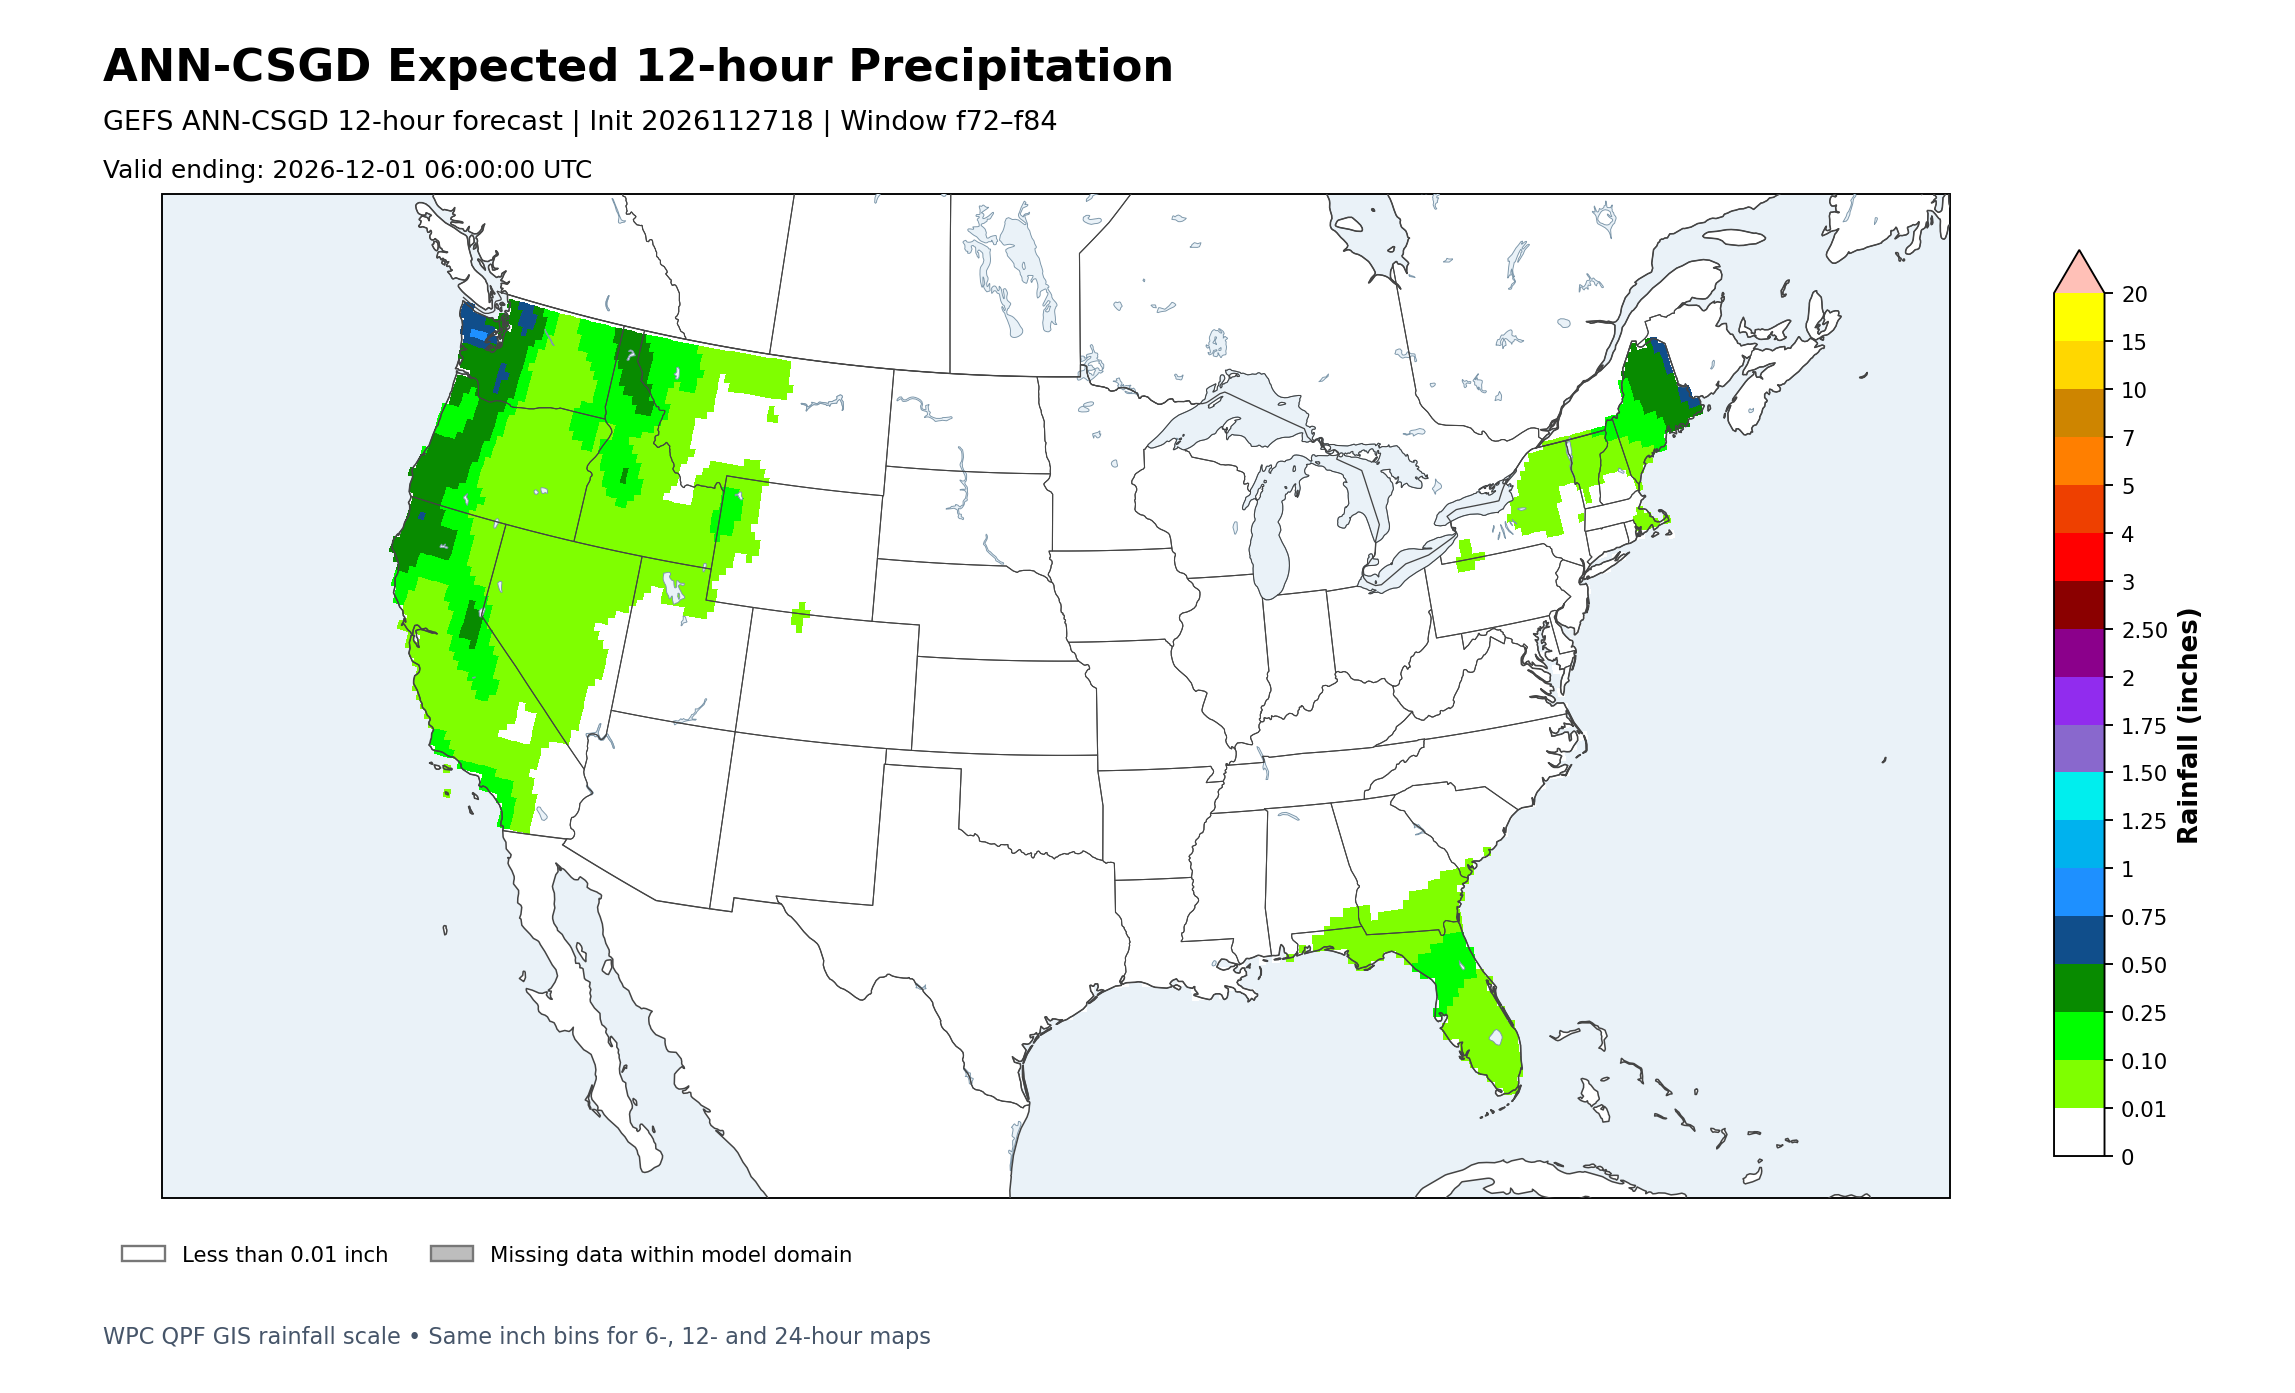 ANN-CSGD Expected 12-hour Precipitation
GEFS ANN-CSGD 12-hour forecast | Init 2026112718 | Window f72–f84
Valid ending: 2026-12-01 06:00:00 UTC
20
15
10
7
5
4
3
2.50
2
1.75
1.50
1.25
1
0.75
0.50
0.25
0.10
0.01
0
Rainfall (inches)
Less than 0.01 inch
Missing data within model domain
WPC QPF GIS rainfall scale • Same inch bins for 6-, 12- and 24-hour maps